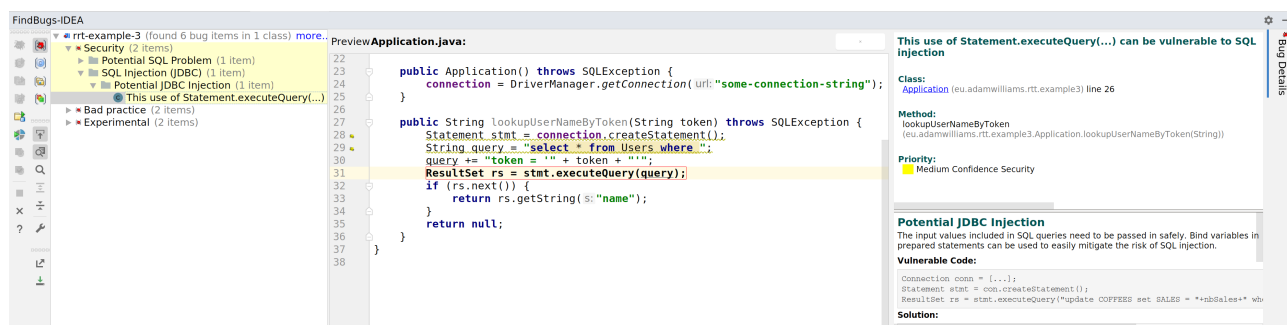 FindBugs-IDEA
rrt-example-3 (found 6 bug items in 1 class) more..
Security (2 items)
Potential SQL Problem (1 item)
SQL Injection (JDBC) (1 item)
Potential JDBC Injection (1 item)
This use of Statement.executeQuery(...)
Bad practice (2 items)
Experimental (2 items)
Preview Application.java:
22
23 public Application() throws SQLException {
24 connection = DriverManager.getConnection( url: "some-connection-string");
25 }
26
27 public String lookupUserNameByToken(String token) throws SQLException {
28 Statement stmt = connection.createStatement();
29 String query = "select * from Users where ";
30 query += "token = '" + token + "'";
31 ResultSet rs = stmt.executeQuery(query);
32 if (rs.next()) {
33 return rs.getString( s: "name");
34 }
35 return null;
36 }
37 }
38
This use of Statement.executeQuery(...) can be vulnerable to SQL
injection
Class:
Application (eu.adamwilliams.rtt.example3) line 26
Method:
lookupUserNameByToken
(eu.adamwilliams.rtt.example3.Application.lookupUserNameByToken(String))
Priority:
Medium Confidence Security
Potential JDBC Injection
The input values included in SQL queries need to be passed in safely. Bind variables in
prepared statements can be used to easily mitigate the risk of SQL injection.
Vulnerable Code:
Connection conn = [...];
Statement stmt = con.createStatement();
ResultSet rs = stmt.executeQuery("update COFFEES set SALES = "+nbSales+" whe
Solution:
Bug Details